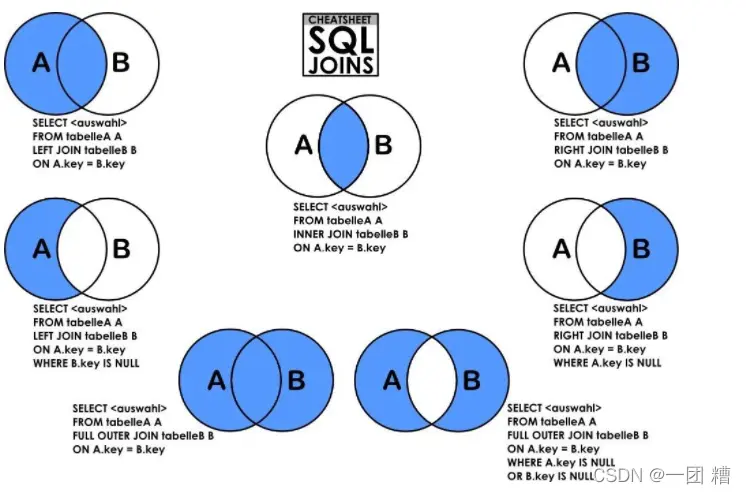 CHEATSHEET
SQL
JOINS
A
B
SELECT <auswahl>
FROM tabelleA A
LEFT JOIN tabelleB B
ON A.key = B.key
A
B
SELECT <auswahl>
FROM tabelleA A
INNER JOIN tabelleB B
ON A.key = B.key
A
B
SELECT <auswahl>
FROM tabelleA A
RIGHT JOIN tabelleB B
ON A.key = B.key
A
B
SELECT <auswahl>
FROM tabelleA A
LEFT JOIN tabelleB B
ON A.key = B.key
WHERE B.key IS NULL
A
B
SELECT <auswahl>
FROM tabelleA A
RIGHT JOIN tabelleB B
ON A.key = B.key
WHERE A.key IS NULL
A
B
SELECT <auswahl>
FROM tabelleA A
FULL OUTER JOIN tabelleB B
ON A.key = B.key
A
B
SELECT <auswahl>
FROM tabelleA A
FULL OUTER JOIN tabelleB B
ON A.key = B.key
WHERE A.key IS NULL
OR B.key IS NULL
CSDN @一团 糟